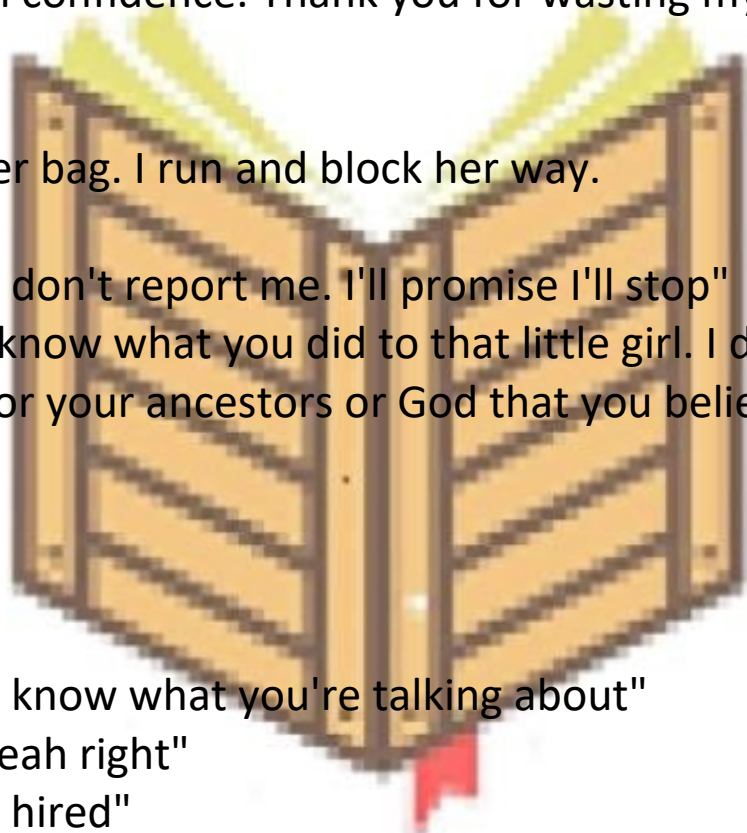 confidence. Thank you for wasting my
er bag. I run and block her way.
don't report me. I'll promise I'll stop"
know what you did to that little girl. I d
or your ancestors or God that you belie
know what you're talking about"
eah right"
hired"